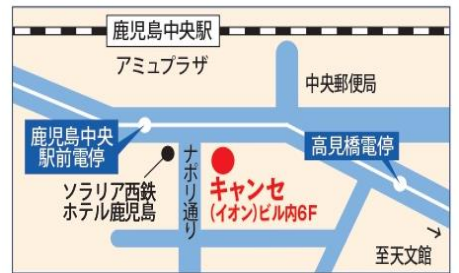 鹿児島中央駅
アミュプラザ
中央郵便局
鹿児島中央
駅前電停
高見橋電停
ソラリア西鉄
ホテル鹿児島
ナポリ通り
キャンセ
(イオン)ビル内6F
至天文館